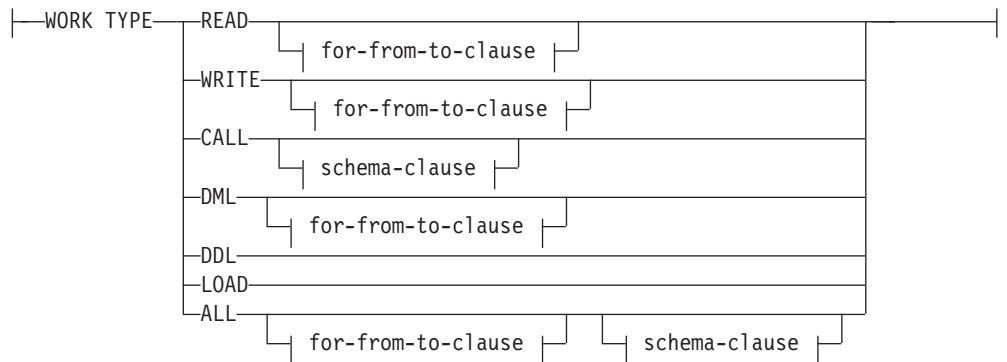 WORK TYPE READ
for-from-to-clause
WRITE
for-from-to-clause
CALL
schema-clause
DML
for-from-to-clause
DDL
LOAD
ALL
for-from-to-clause schema-clause